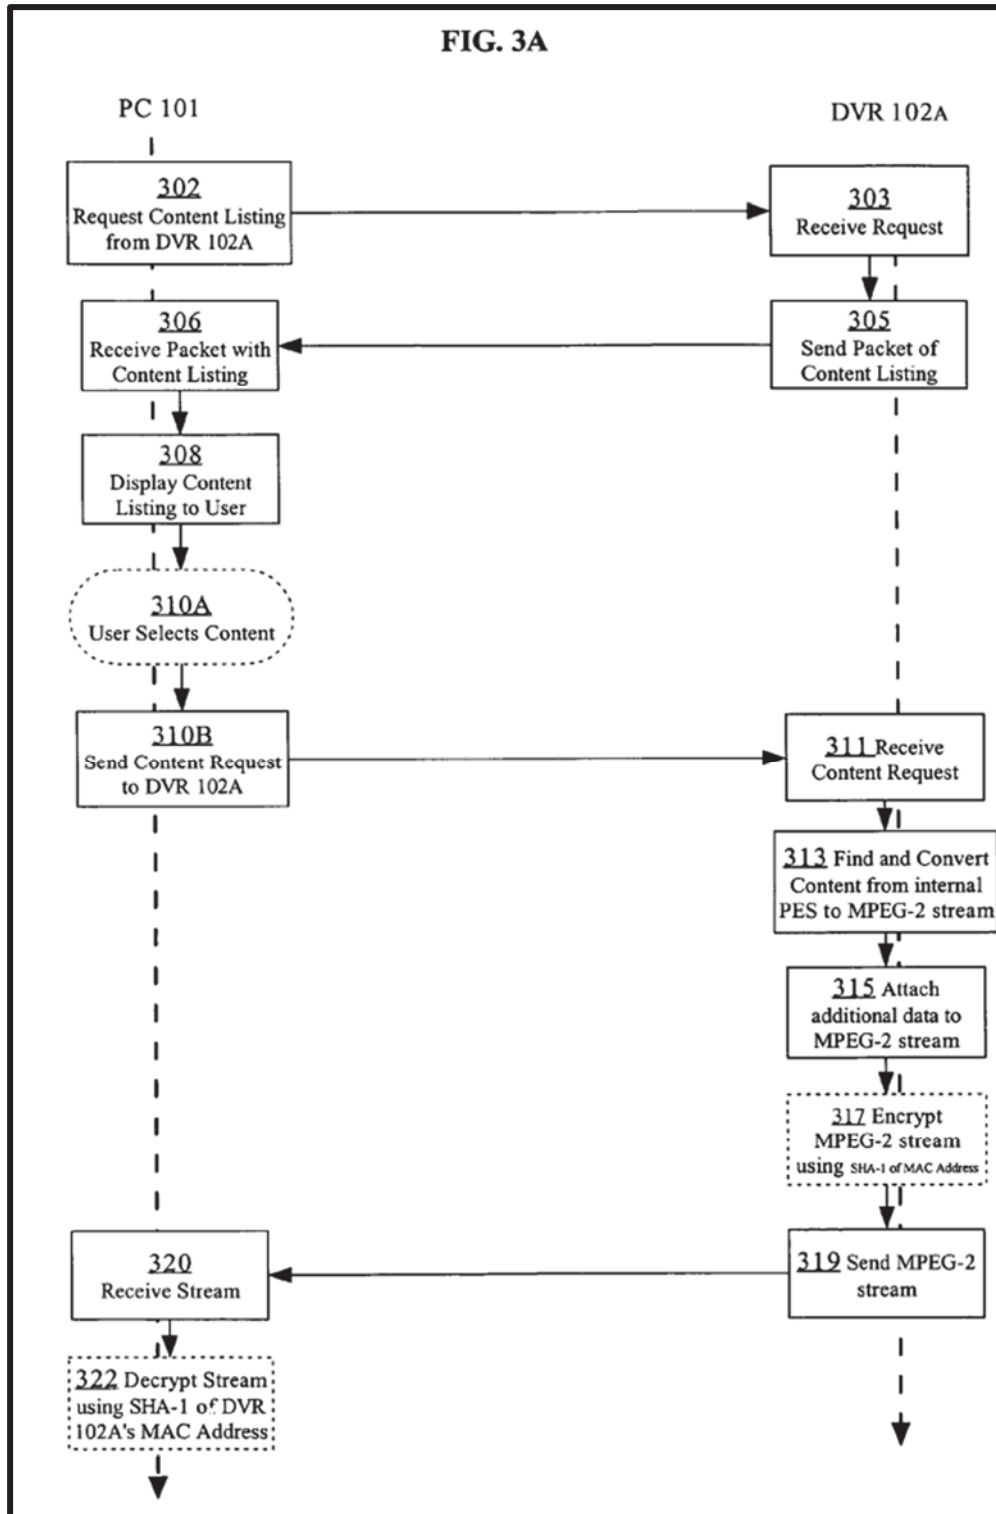 FIG. 3A
PC 101
DVR 102A
302
Request Content Listing
from DVR 102A
303
Receive Request
306
Receive Packet with
Content Listing
305
Send Packet of
Content Listing
308
Display Content
Listing to User
310A
User Selects Content
310B
Send Content Request
to DVR 102A
311 Receive
Content Request
313 Find and Convert
Content from internal
PES to MPEG-2 stream
315 Attach
additional data to
MPEG-2 stream
317 Encrypt
MPEG-2 stream
using SHA-1 of MAC Address
320
Receive Stream
319 Send MPEG-2
stream
322 Decrypt Stream
using SHA-1 of DVR
102A's MAC Address